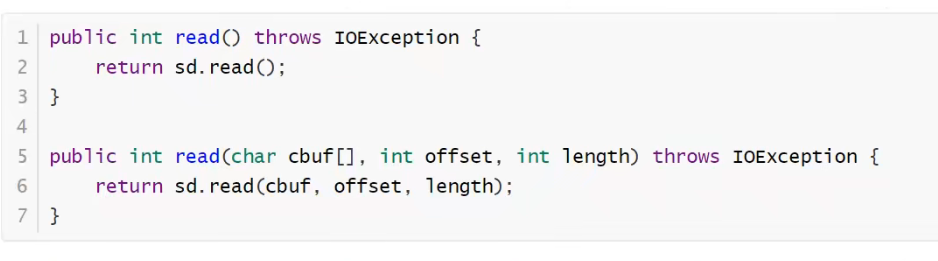 1 public int read() throws IOException {
2     return sd.read();
3 }
4
5 public int read(char cbuf[], int offset, int length) throws IOException {
6     return sd.read(cbuf, offset, length);
7 }